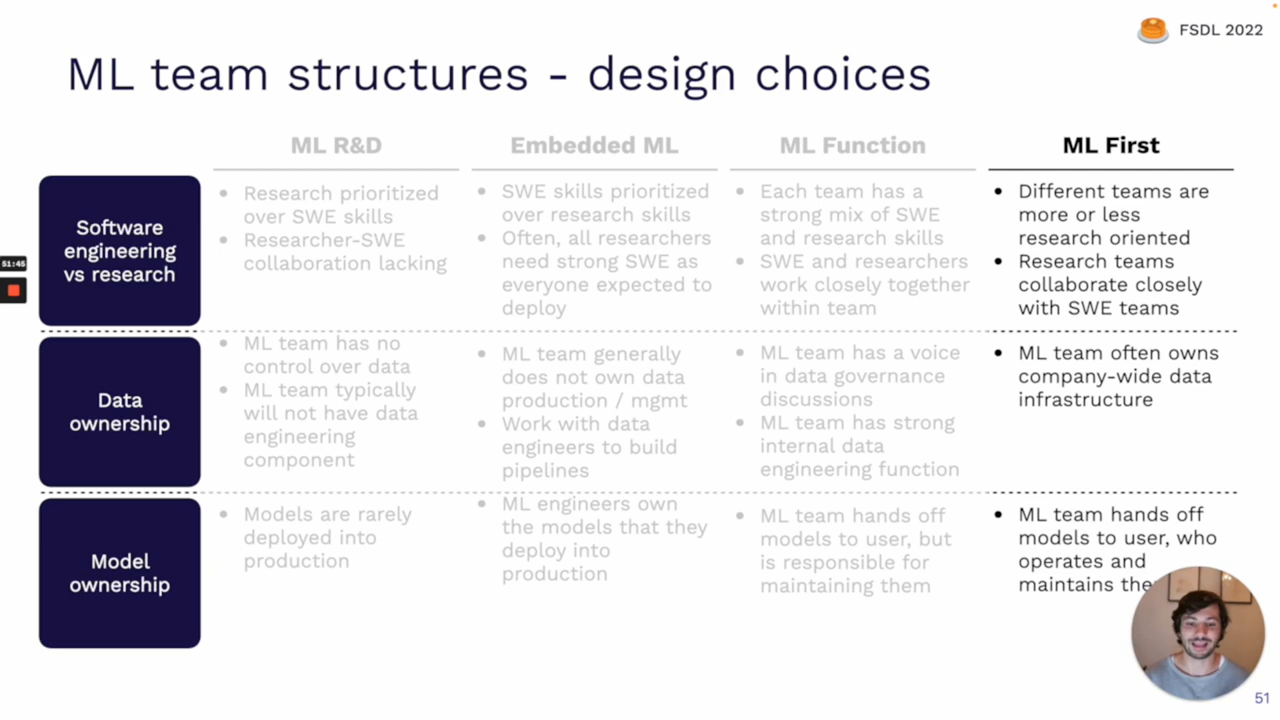 FSDL 2022
ML team structures - design choices
ML R&D
Embedded ML
ML Function
ML First
Software
engineering
vs research
• Research prioritized
over SWE skills
• Researcher-SWE
collaboration lacking
• SWE skills prioritized
over research skills
• Often, all researchers
need strong SWE as
everyone expected to
deploy
• Each team has a
strong mix of SWE
and research skills
• SWE and researchers
work closely together
within team
• Different teams are
more or less
research oriented
• Research teams
collaborate closely
with SWE teams
51:45
Data
ownership
• ML team has no
control over data
• ML team typically
will not have data
engineering
component
• ML team generally
does not own data
production / mgmt
• Work with data
engineers to build
pipelines
• ML team has a voice
in data governance
discussions
• ML team has strong
internal data
engineering function
• ML team often owns
company-wide data
infrastructure
Model
ownership
• Models are rarely
deployed into
production
• ML engineers own
the models that they
deploy into
production
• ML team hands off
models to user, but
is responsible for
maintaining them
• ML team hands off
models to user, who
operates and
maintains
51